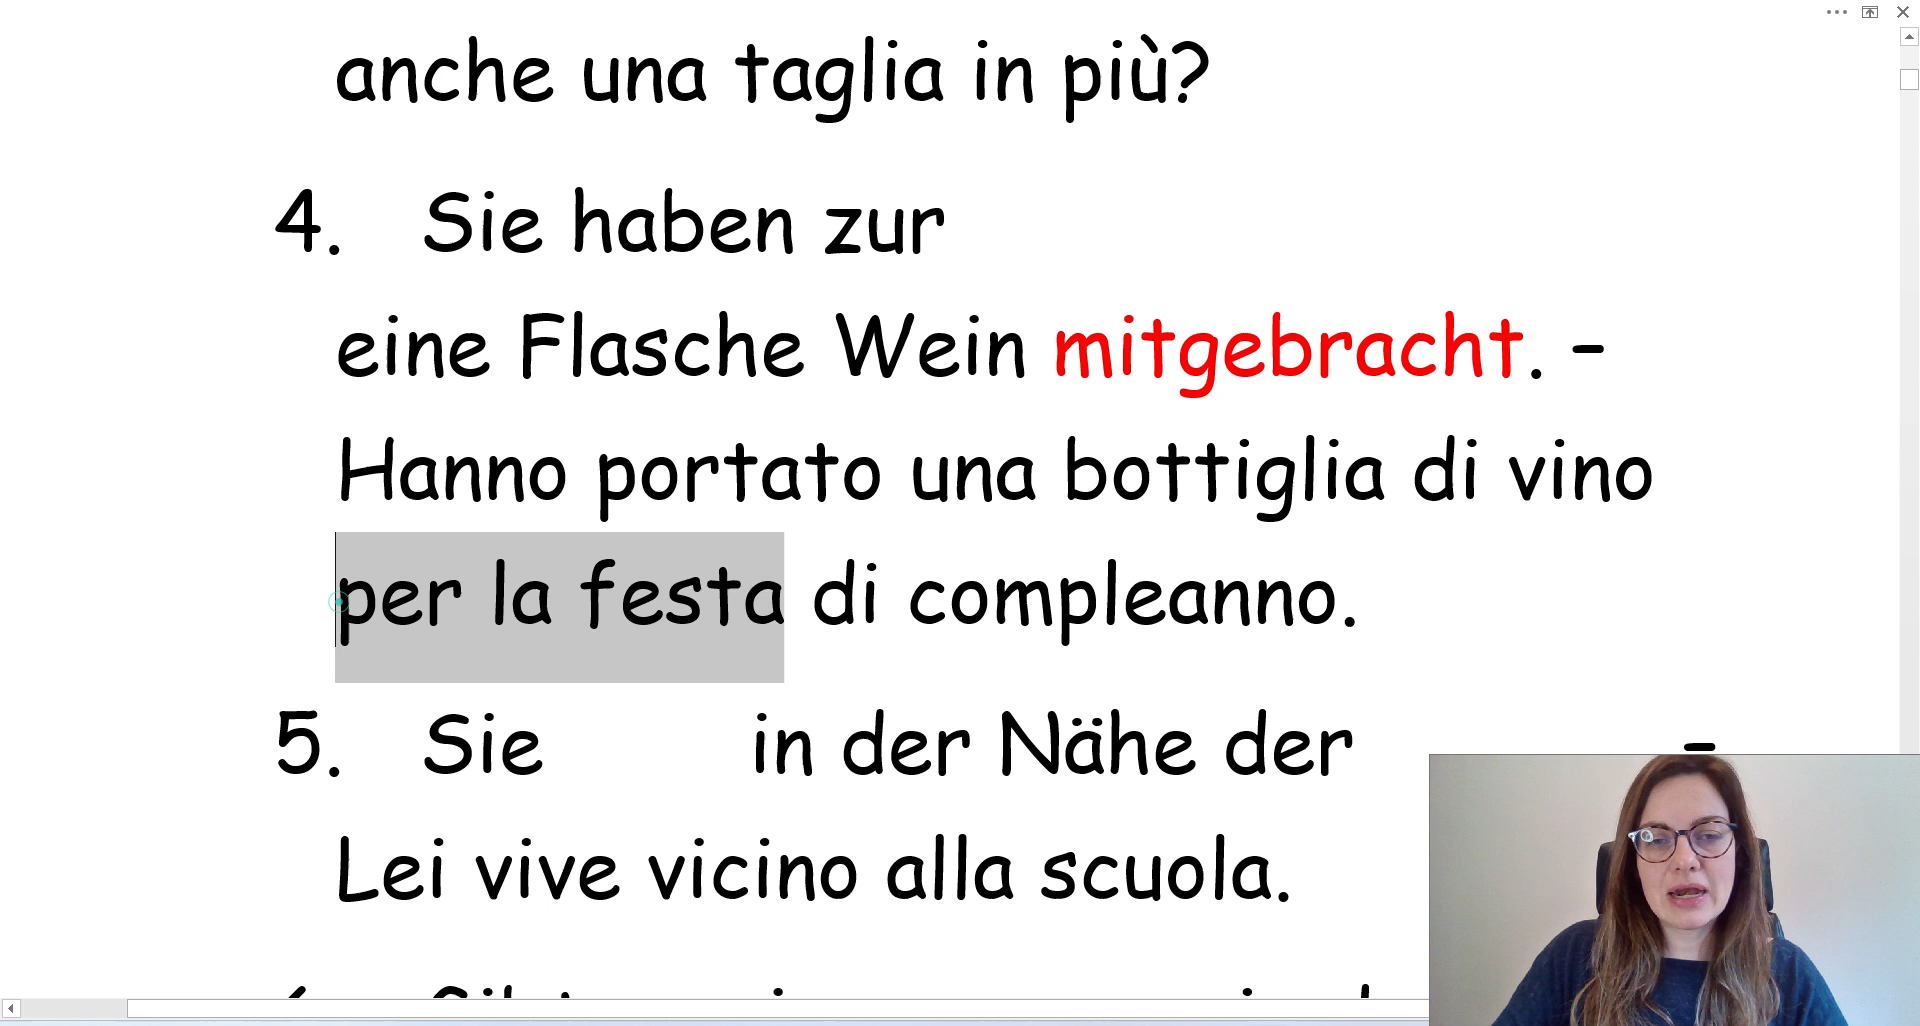 anche una taglia in più?
4. Sie haben zur
eine Flasche Wein mitgebracht. –
Hanno portato una bottiglia di vino
per la festa di compleanno.
5. Sie in der Nähe der –
Lei vive vicino alla scuola.